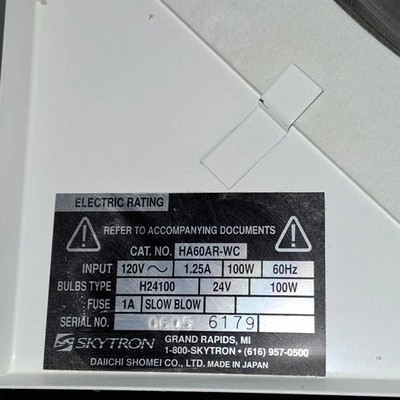 ELECTRIC RATING
REFER TO ACCOMPANYING DOCUMENTS
CAT. NO. HA60AR-WC
INPUT 120V ~ 1.25A 100W 60Hz
BULBS TYPE H24100 24V 100W
FUSE 1A SLOW BLOW
SERIAL NO. 0605 6179
SKYTRON GRAND RAPIDS, MI
1-800-SKYTRON • (616) 957-0500
DAIICHI SHOMEI CO., LTD. MADE IN JAPAN